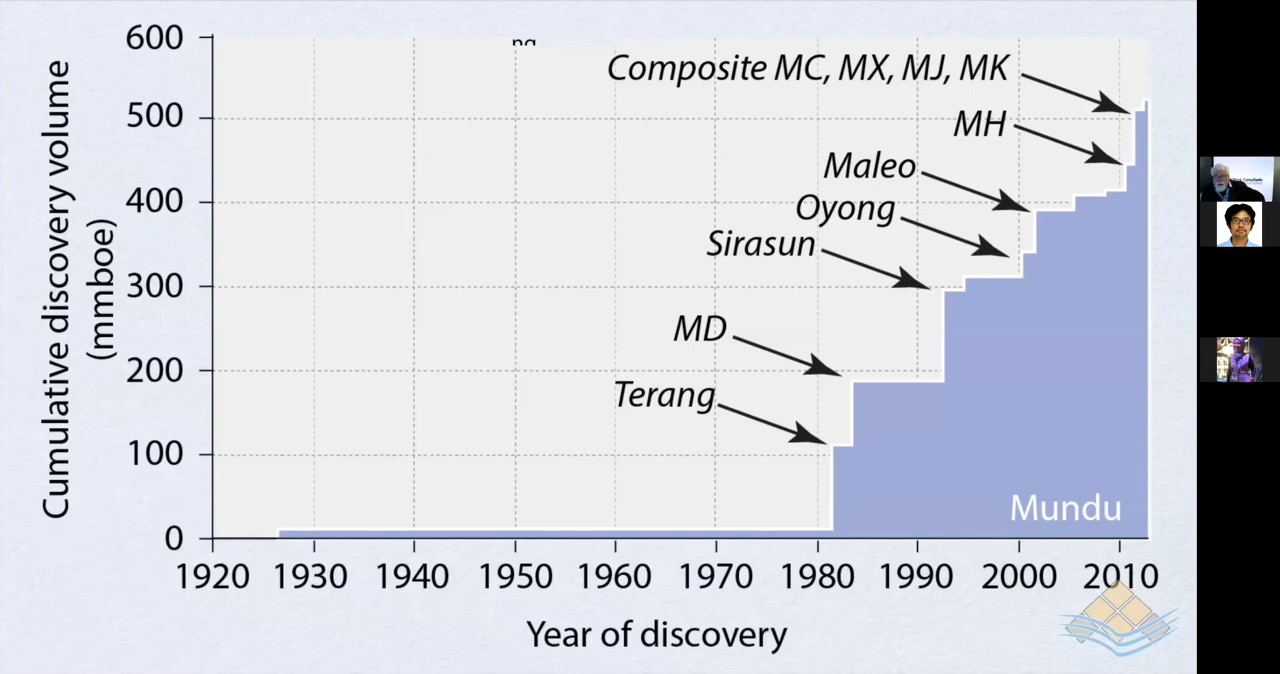 Cumulative discovery volume
(mmboe)
600
500
400
300
200
100
0
Composite MC, MX, MJ, MK
MH
Maleo
Oyong
Sirasun
MD
Terang
Mundu
1920 1930 1940 1950 1960 1970 1980 1990 2000 2010
Year of discovery